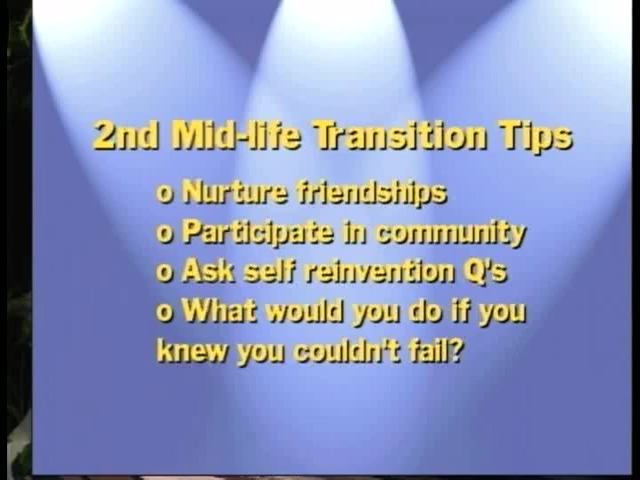 2nd Mid-life Transition Tips
o Nurture friendships
o Participate in community
o Ask self reinvention Q's
o What would you do if you
knew you couldn't fail?